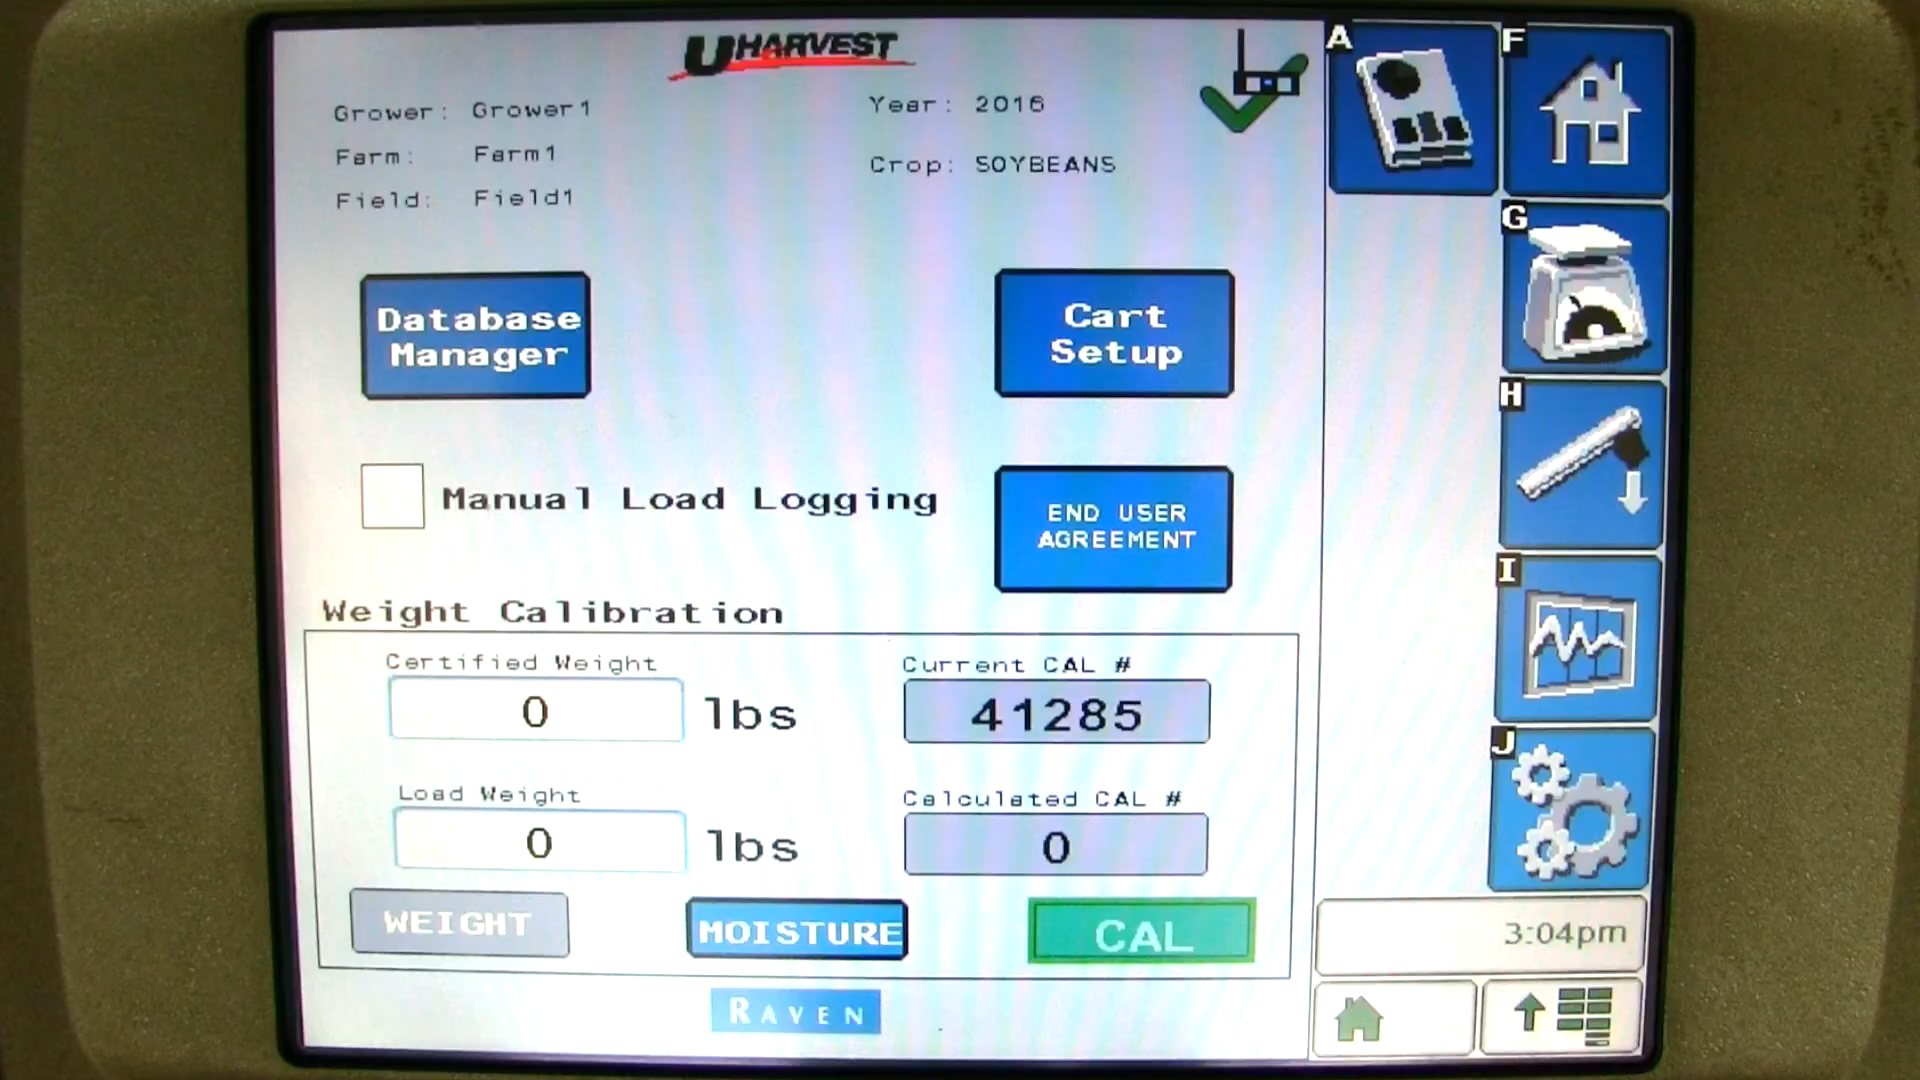 UHARVEST
Grower: Grower1
Year: 2016
Farm: Farm1
Crop: SOYBEANS
Field: Field1
Database
Manager
Cart
Setup
Manual Load Logging
END USER
AGREEMENT
Weight Calibration
Certified Weight
0 lbs
Current CAL #
41285
Load Weight
0 lbs
Calculated CAL #
0
WEIGHT
MOISTURE
CAL
RAVEN
A
F
G
H
I
J
3:04pm